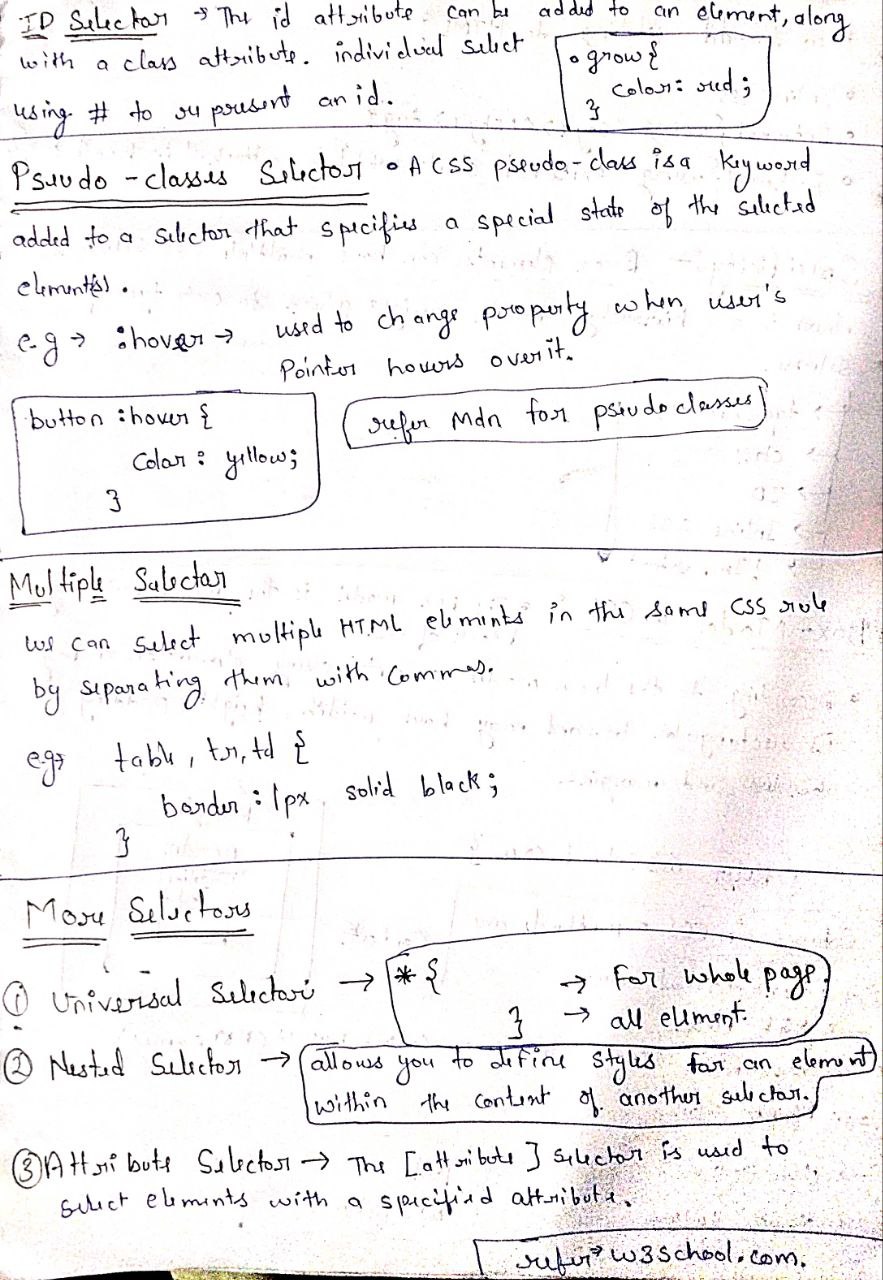 ID Selector → The id attribute can be added to an element, along
with a class attribute. individual select
using # to represent an id.
.grow {
color: red;
}
Pseudo-classes Selector • A CSS pseudo-class is a keyword
added to a selector that specifies a special state of the selected
element(s).
e.g → :hover → used to change property when user's
Pointer hovers over it.
button :hover {
Color: yellow;
}
refer Mdn for pseudo classes
Multiple Selector
we can select multiple HTML elements in the same CSS rule
by separating them with commas.
e.g→ table, tr, td {
border: 1px solid black;
}
More Selectors
① Universal Selector → * { → For whole page.
} → all element.
② Nested Selector → allows you to define styles for an element
within the content of another selector.
③ Attribute Selector → The [attribute] selector is used to
select elements with a specified attribute.
refer→ w3school.com.